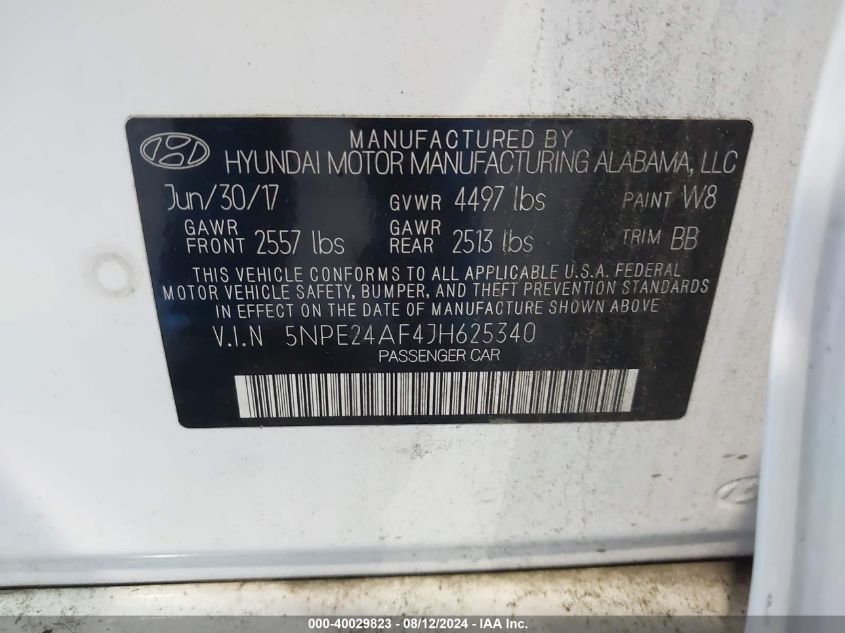 MANUFACTURED BY
HYUNDAI MOTOR MANUFACTURING ALABAMA, LLC
Jun/30/17 GVWR 4497 lbs PAINT W8
GAWR FRONT 2557 lbs GAWR REAR 2513 lbs TRIM BB
THIS VEHICLE CONFORMS TO ALL APPLICABLE U.S.A. FEDERAL
MOTOR VEHICLE SAFETY, BUMPER, AND THEFT PREVENTION STANDARDS
IN EFFECT ON THE DATE OF MANUFACTURE SHOWN ABOVE
V.I.N 5NPE24AF4JH625340
PASSENGER CAR
000-40029823 - 08/12/2024 - IAA Inc.